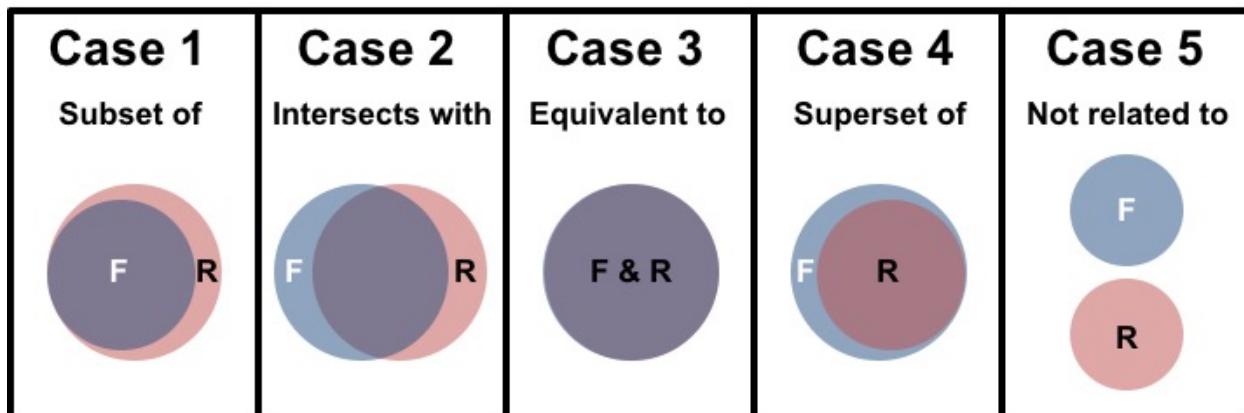 Case 1
Subset of
F
R
Case 2
Intersects with
F
R
Case 3
Equivalent to
F & R
Case 4
Superset of
F
R
Case 5
Not related to
F
R